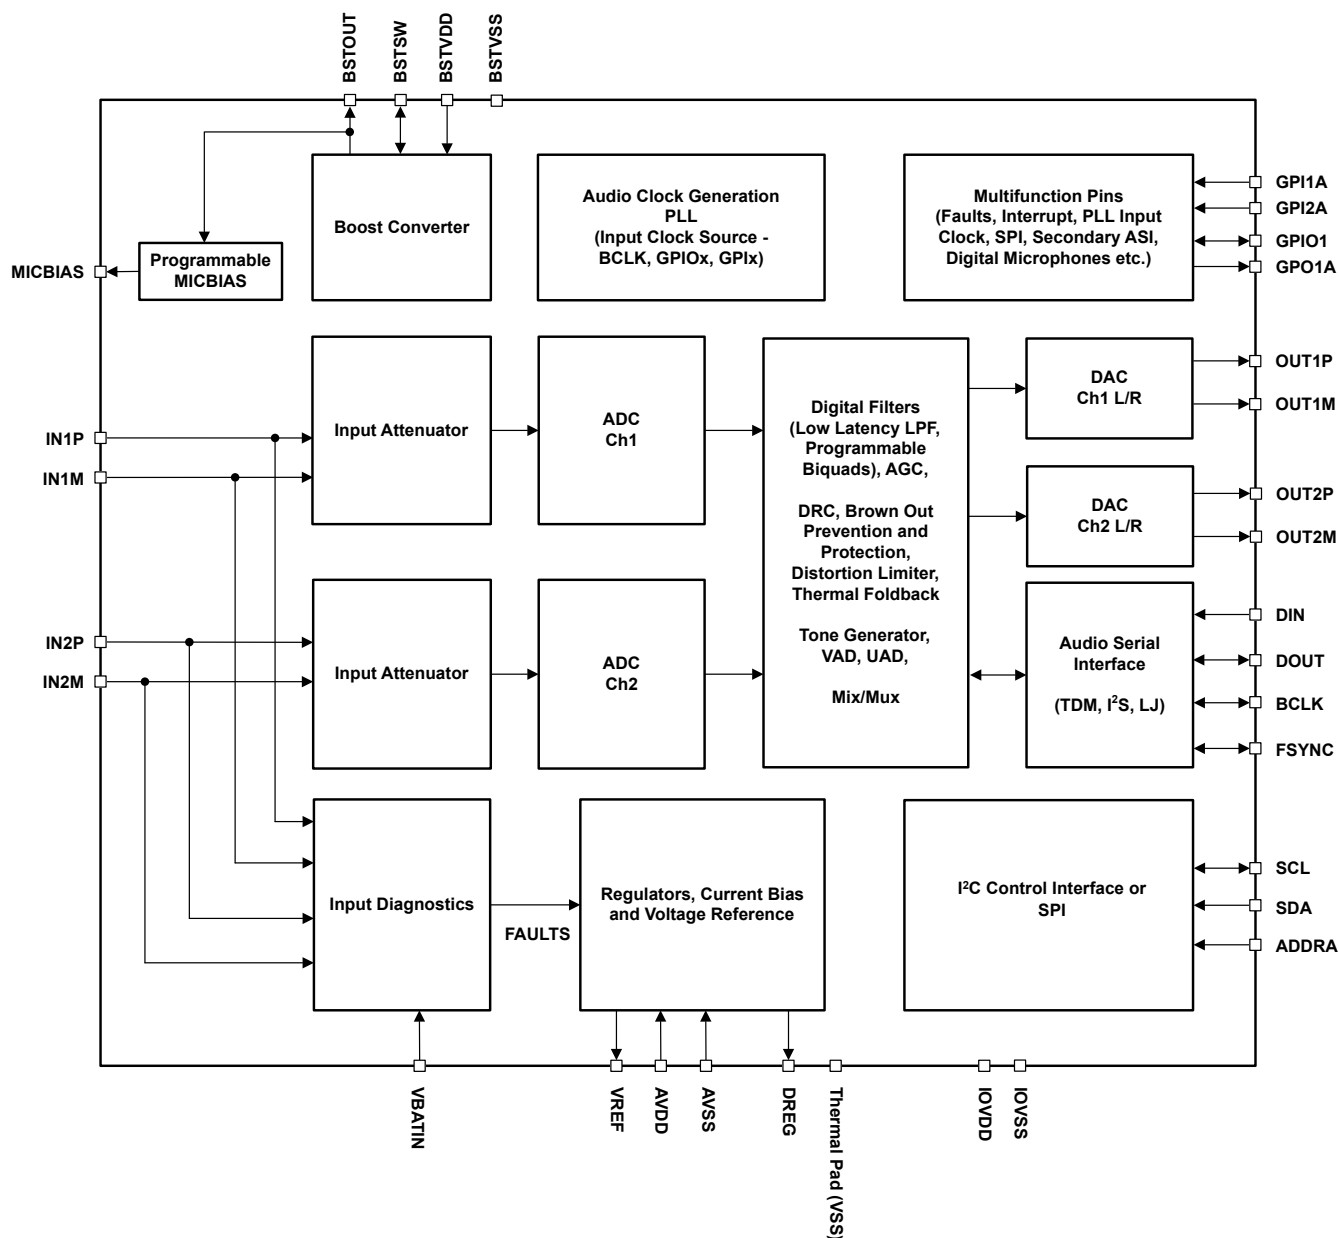 BSTOUT
BSTSW
BSTVDD
BSTVSS
Boost Converter
Audio Clock Generation
PLL
(Input Clock Source -
BCLK, GPIOx, GPIx)
Multifunction Pins
(Faults, Interrupt, PLL Input
Clock, SPI, Secondary ASI,
Digital Microphones etc.)
GPI1A
GPI2A
GPIO1
GPO1A
MICBIAS
Programmable
MICBIAS
IN1P
IN1M
Input Attenuator
ADC
Ch1
Digital Filters
(Low Latency LPF,
Programmable
Biquads), AGC,
DRC, Brown Out
Prevention and
Protection,
Distortion Limiter,
Thermal Foldback
Tone Generator,
VAD, UAD,
Mix/Mux
DAC
Ch1 L/R
OUT1P
OUT1M
DAC
Ch2 L/R
OUT2P
OUT2M
IN2P
IN2M
Input Attenuator
ADC
Ch2
Audio Serial
Interface
(TDM, I²S, LJ)
DIN
DOUT
BCLK
FSYNC
Input Diagnostics
FAULTS
Regulators, Current Bias
and Voltage Reference
I²C Control Interface or
SPI
SCL
SDA
ADDRA
VBATIN
VREF
AVDD
AVSS
DREG
Thermal Pad (VSS)
IOVDD
IOVSS